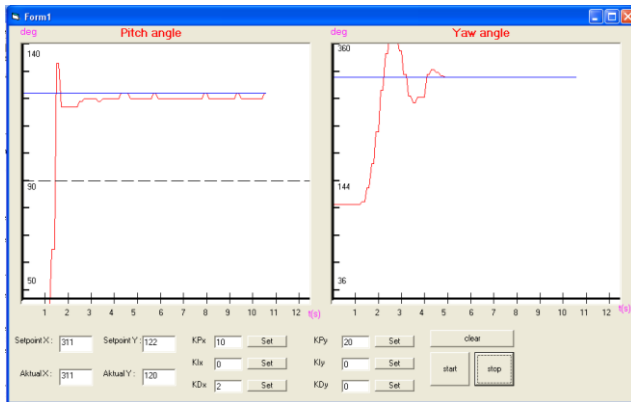 Form1
deg Pitch angle deg Yaw angle
140 360
90 144
50 36
1 2 3 4 5 6 7 8 9 10 11 12 t(s) 1 2 3 4 5 6 7 8 9 10 11 12 t(s)
Setpoint X : 311 Setpoint Y : 122 KPx 10 Set KPy 20 Set clear
KIx 0 Set KIy 0 Set
Aktual X : 311 Aktual Y : 120 KDx 2 Set KDy 0 Set start stop